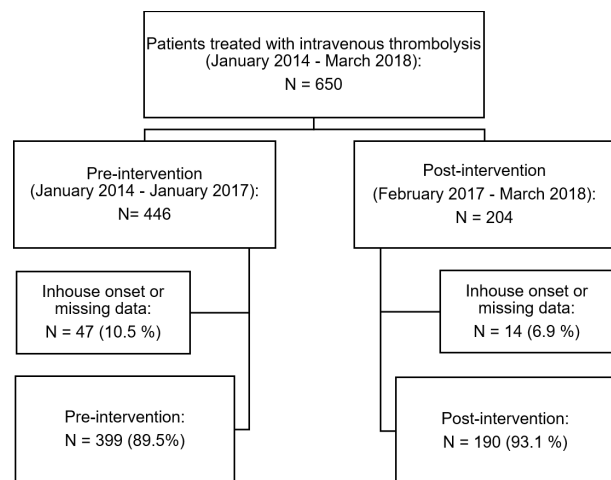 Patients treated with intravenous thrombolysis
(January 2014 - March 2018):
N = 650
Pre-intervention
(January 2014 - January 2017):
N= 446
Post-intervention
(February 2017 - March 2018):
N = 204
Inhouse onset or
missing data:
N = 47 (10.5 %)
Inhouse onset or
missing data:
N = 14 (6.9 %)
Pre-intervention:
N = 399 (89.5%)
Post-intervention:
N = 190 (93.1 %)